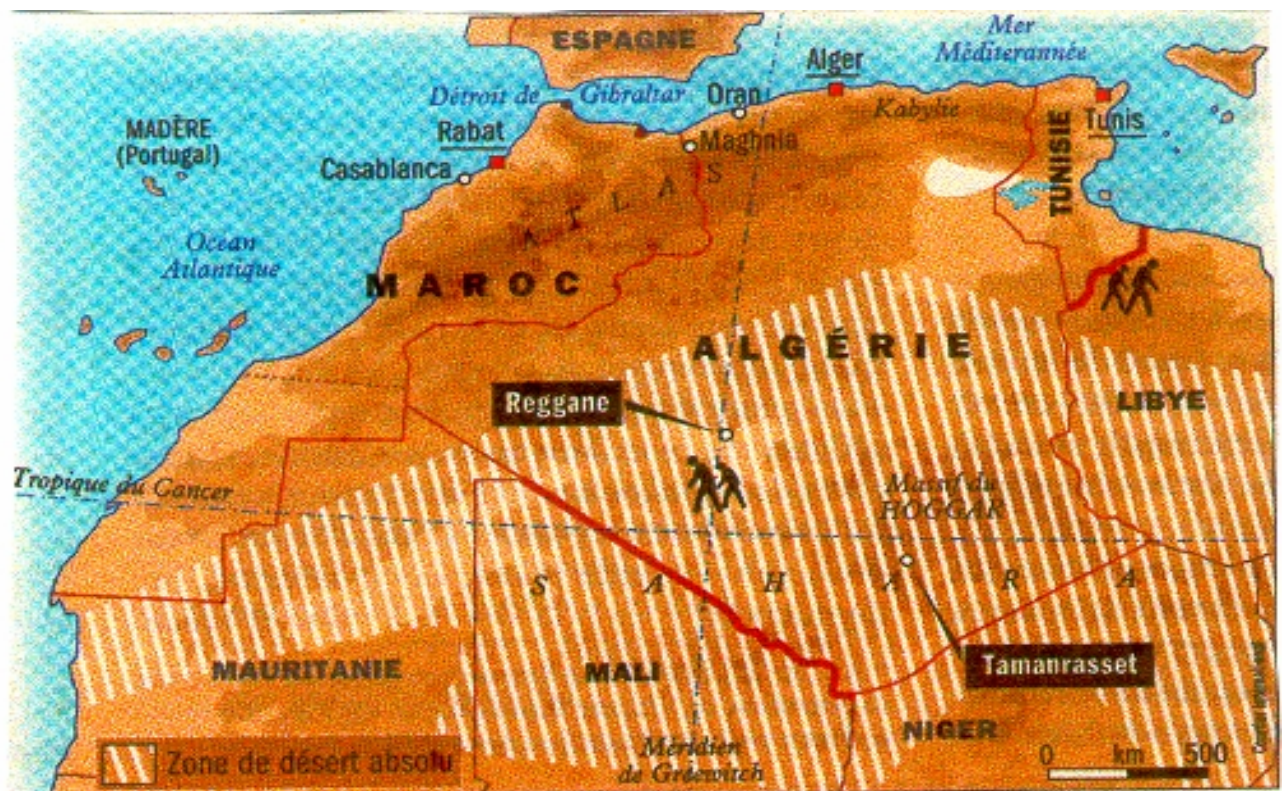 ESPAGNE
Mer
Méditerannée
Alger
Détroit de Gibraltar
Oran
Kabylie
MADÈRE
(Portugal)
Rabat
Tunis
Maghnia
TUNISIE
Casablanca
ATLAS
Ocean
Atlantique
MAROC
ALGÉRIE
Reggane
LIBYE
Tropique du Cancer
Massif du
HOGGAR
SAHARA
MAURITANIE
MALI
Tamanrasset
NIGER
Zone de désert absolu
Méridien
de Gréewitch
0 km 500